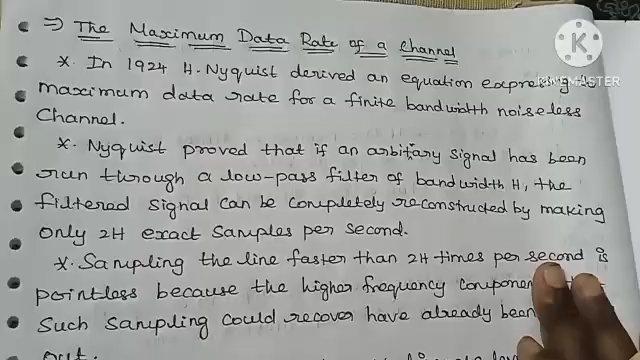 ⇒ The Maximum Data Rate of a Channel
* In 1924 H. Nyquist derived an equation expressing
maximum data rate for a finite bandwidth noiseless
Channel.
* Nyquist proved that if an arbitary signal has been
run through a low-pass filter of bandwidth H, the
filtered signal can be completely reconstructed by making
only 2H exact samples per second.
* Sampling the line faster than 2H times per second is
pointless because the higher frequency
Such sampling could recover have already been
out.
K
KINEMASTER